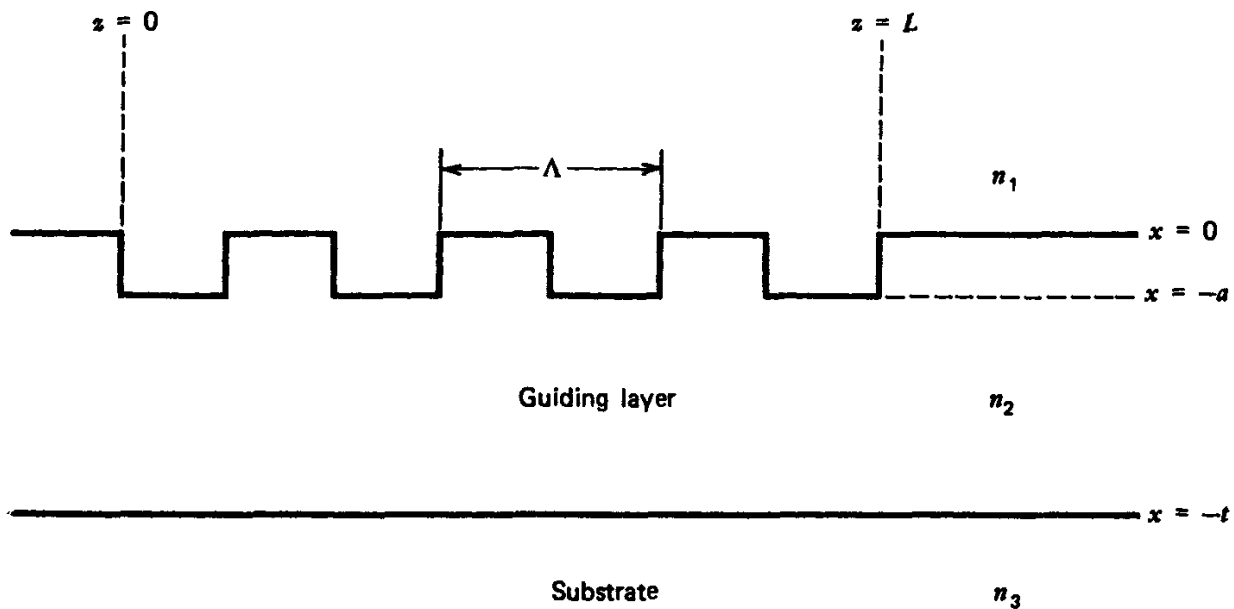 z = 0
z = L
Λ
n₁
x = 0
x = −a
Guiding layer
n₂
x = −t
Substrate
n₃